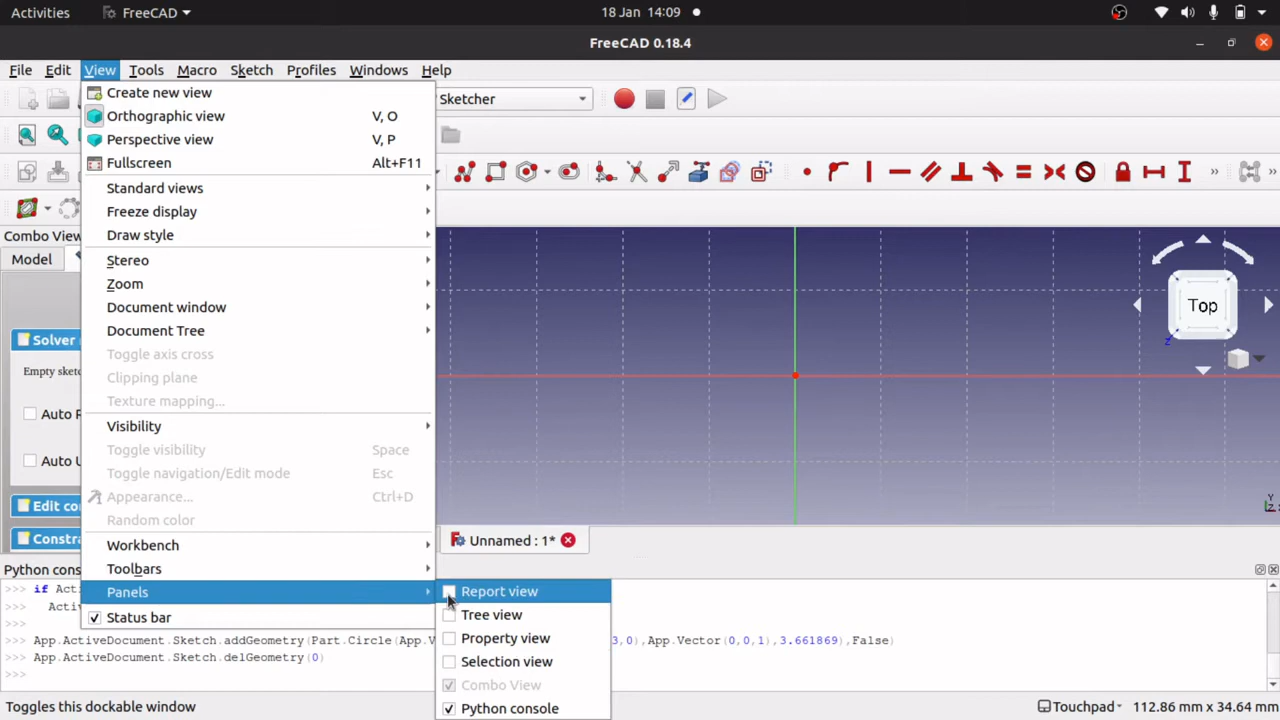 Activities FreeCAD 18 Jan 14:09
FreeCAD 0.18.4
File Edit View Tools Macro Sketch Profiles Windows Help
Create new view
Sketcher
Orthographic view V, O
Perspective view V, P
Fullscreen Alt+F11
Standard views
Freeze display
Draw style
Combo View
Model
Stereo
Zoom
Document window
Top
Document Tree
Solver
Toggle axis cross
Empty
Clipping plane
Texture mapping...
Auto
Visibility
Toggle visibility Space
Auto
Toggle navigation/Edit mode Esc
Appearance... Ctrl+D
Edit
Random color
Workbench
Unnamed : 1*
Toolbars
Python
>>> if
Panels
Report view
Tree view
Status bar
>>>
Property view
>>> App.ActiveDocument.Sketch.addGeometry(Part.Circle(App. 3,0),App.Vector(0,0,1),3.661869),False)
>>> App.ActiveDocument.Sketch.delGeometry(0)
Selection view
>>>
Combo View
Python console
Toggles this dockable window
Touchpad 112.86 mm x 34.64 mm